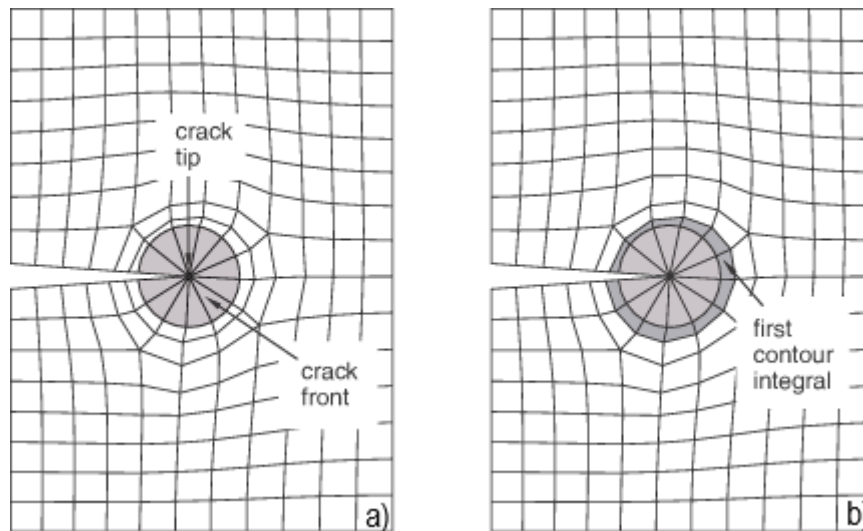 crack
tip
crack
front
a)
first
contour
integral
b)